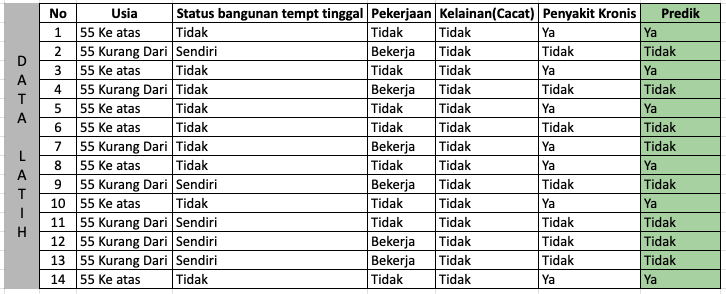 DATA LATIH
No Usia Status bangunan tempt tinggal Pekerjaan Kelainan(Cacat) Penyakit Kronis Predik
1 55 Ke atas Tidak Tidak Tidak Ya Ya
2 55 Kurang Dari Sendiri Bekerja Tidak Tidak Tidak
3 55 Ke atas Tidak Tidak Tidak Ya Ya
4 55 Kurang Dari Tidak Bekerja Tidak Tidak Tidak
5 55 Ke atas Tidak Tidak Tidak Ya Ya
6 55 Ke atas Tidak Tidak Tidak Tidak Tidak
7 55 Kurang Dari Tidak Bekerja Tidak Ya Tidak
8 55 Ke atas Tidak Tidak Tidak Ya Ya
9 55 Kurang Dari Sendiri Bekerja Tidak Tidak Tidak
10 55 Ke atas Tidak Tidak Tidak Ya Ya
11 55 Kurang Dari Sendiri Tidak Tidak Tidak Tidak
12 55 Kurang Dari Sendiri Bekerja Tidak Tidak Tidak
13 55 Kurang Dari Sendiri Bekerja Tidak Tidak Tidak
14 55 Ke atas Tidak Tidak Tidak Ya Ya